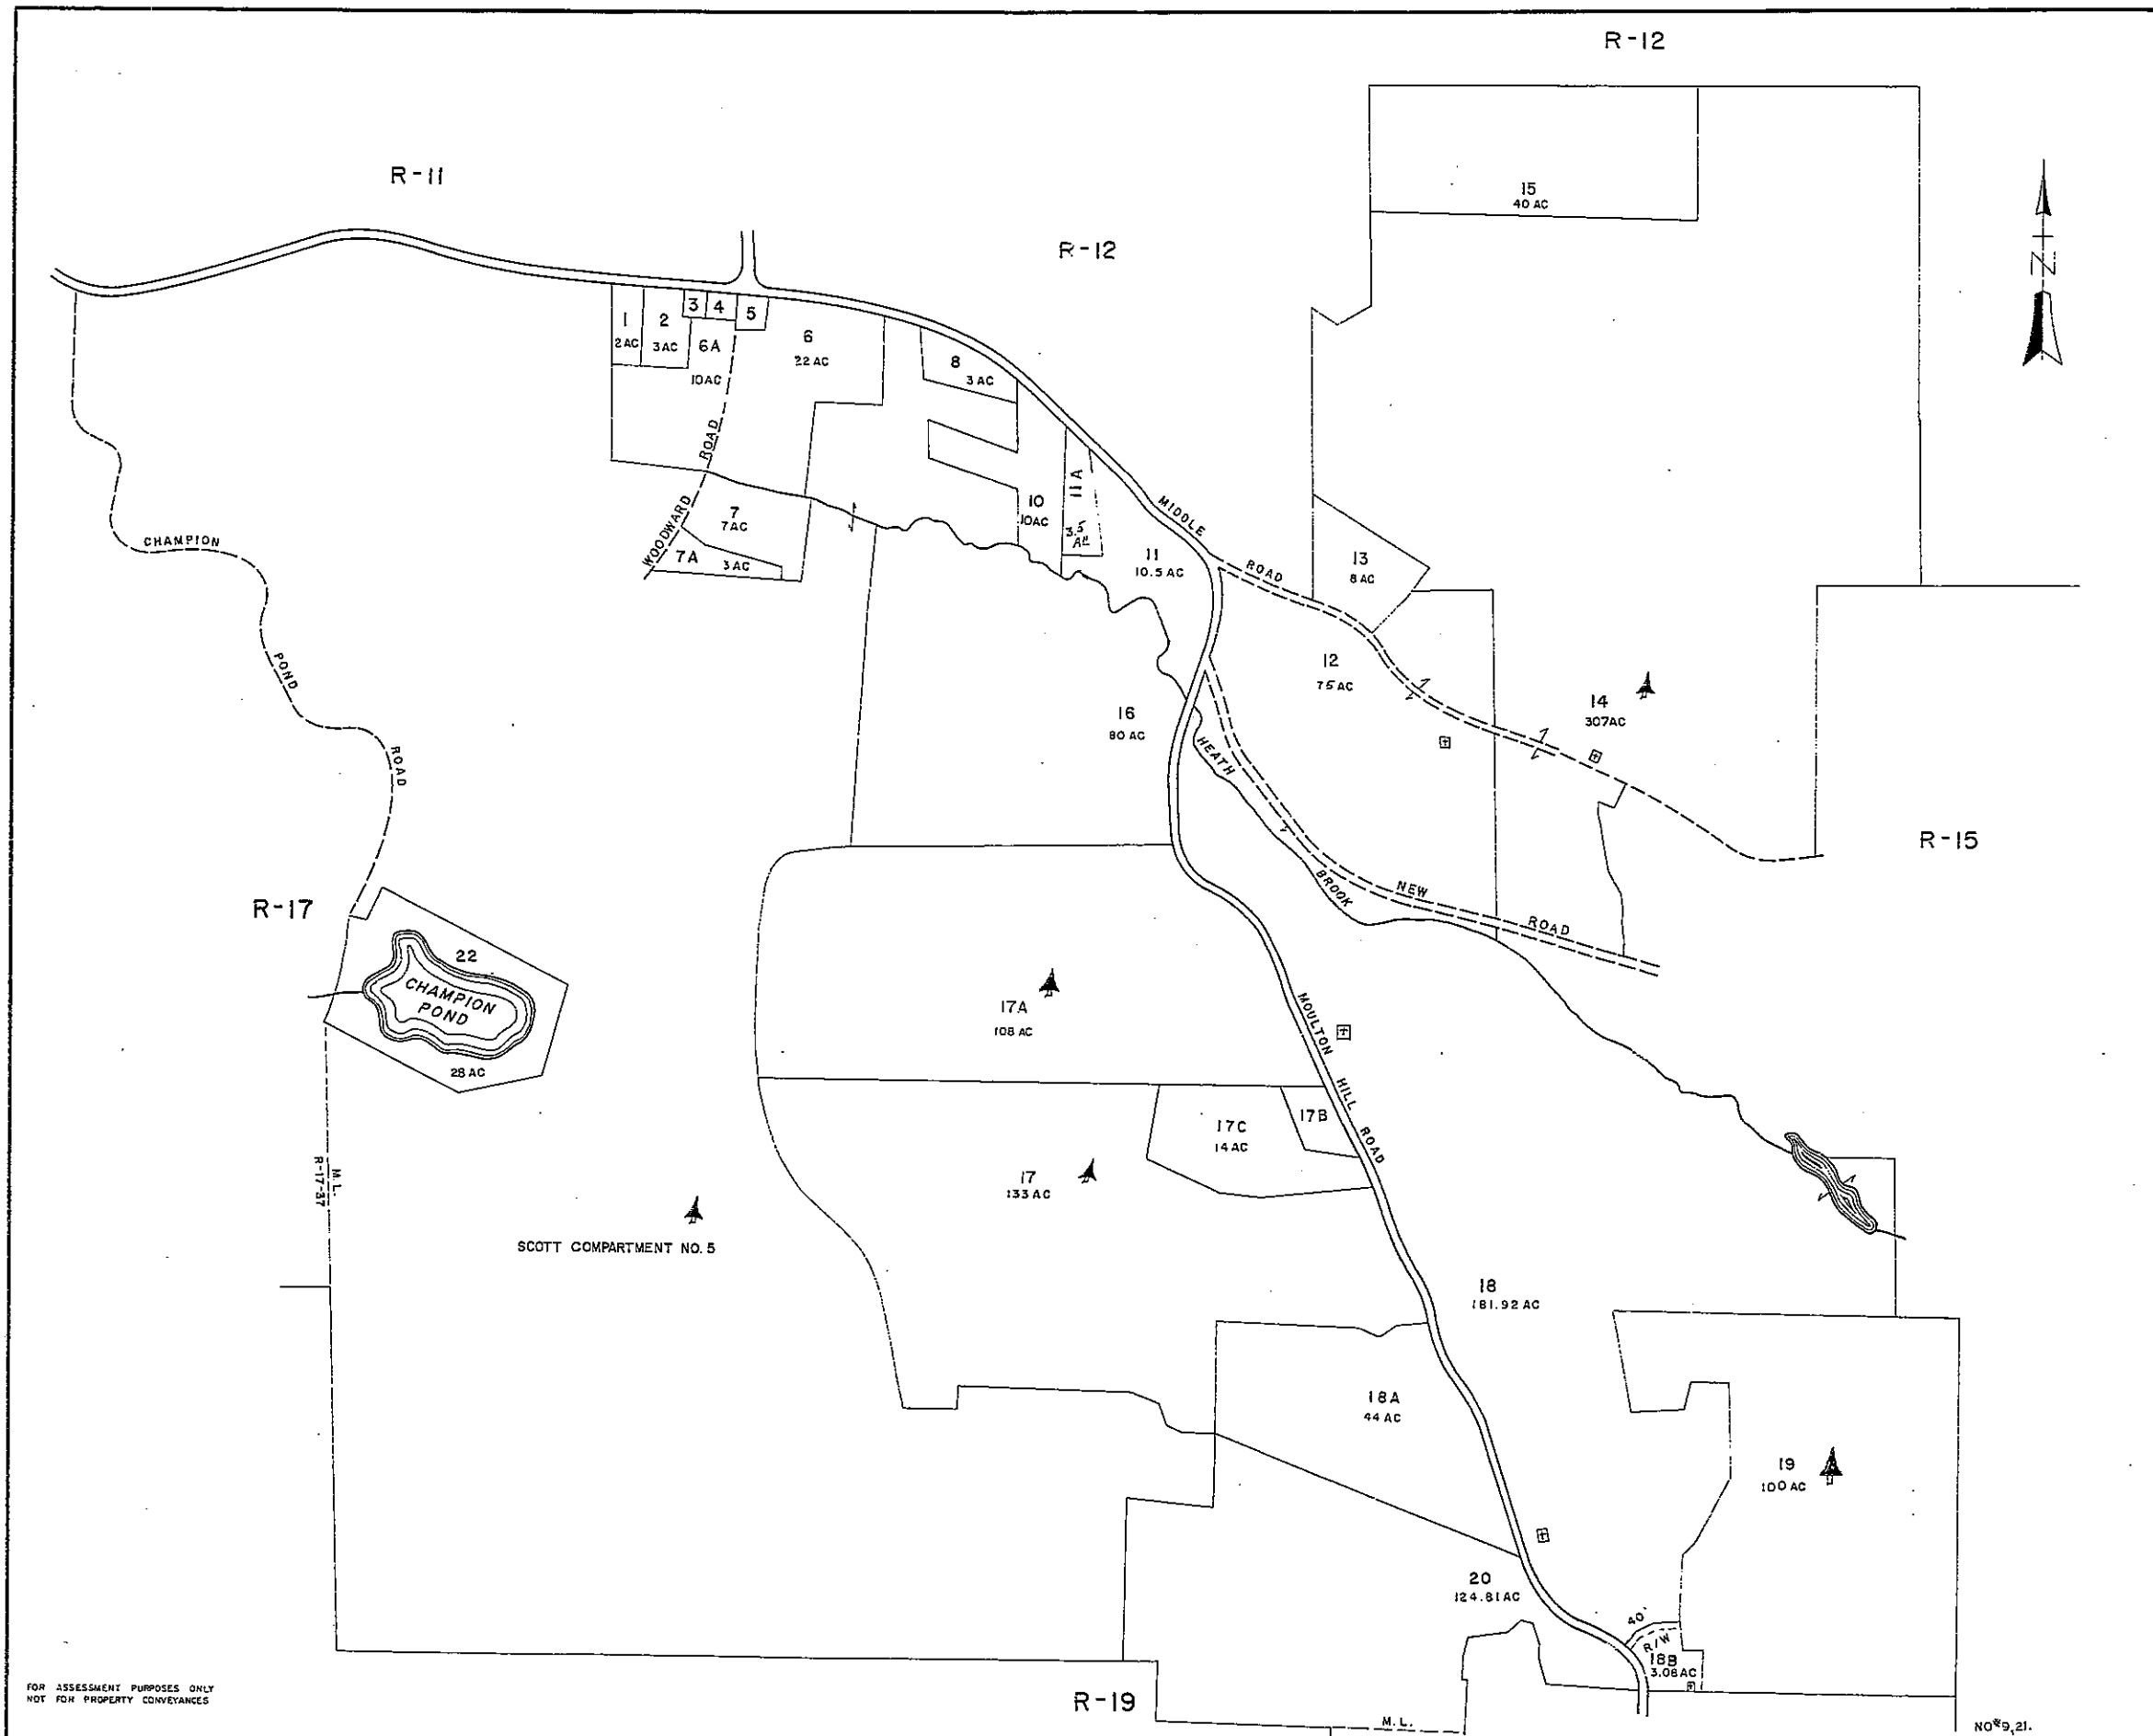 R-12
R-11
R-12
15
40 AC
N
1
2 AC
2
3 AC
3
4
5
6
22 AC
6A
10 AC
8
3 AC
WOODWARD ROAD
7
7 AC
7A
3 AC
10
10 AC
11 A
3.5
11
10.5 AC
MIDDLE ROAD
13
8 AC
CHAMPION POND ROAD
12
75 AC
14
307 AC
16
80 AC
HEATH BROOK
NEW ROAD
R-15
R-17
22
CHAMPION
POND
28 AC
17A
108 AC
MOULTON HILL ROAD
17B
17C
14 AC
17
133 AC
M.L.
R-17-37
SCOTT COMPARTMENT NO. 5
18
181.92 AC
18A
44 AC
19
100 AC
20
124.81 AC
40'
R/W
18B
3.08 AC
FOR ASSESSMENT PURPOSES ONLY
NOT FOR PROPERTY CONVEYANCES
R-19
M.L.
NO#9,21.